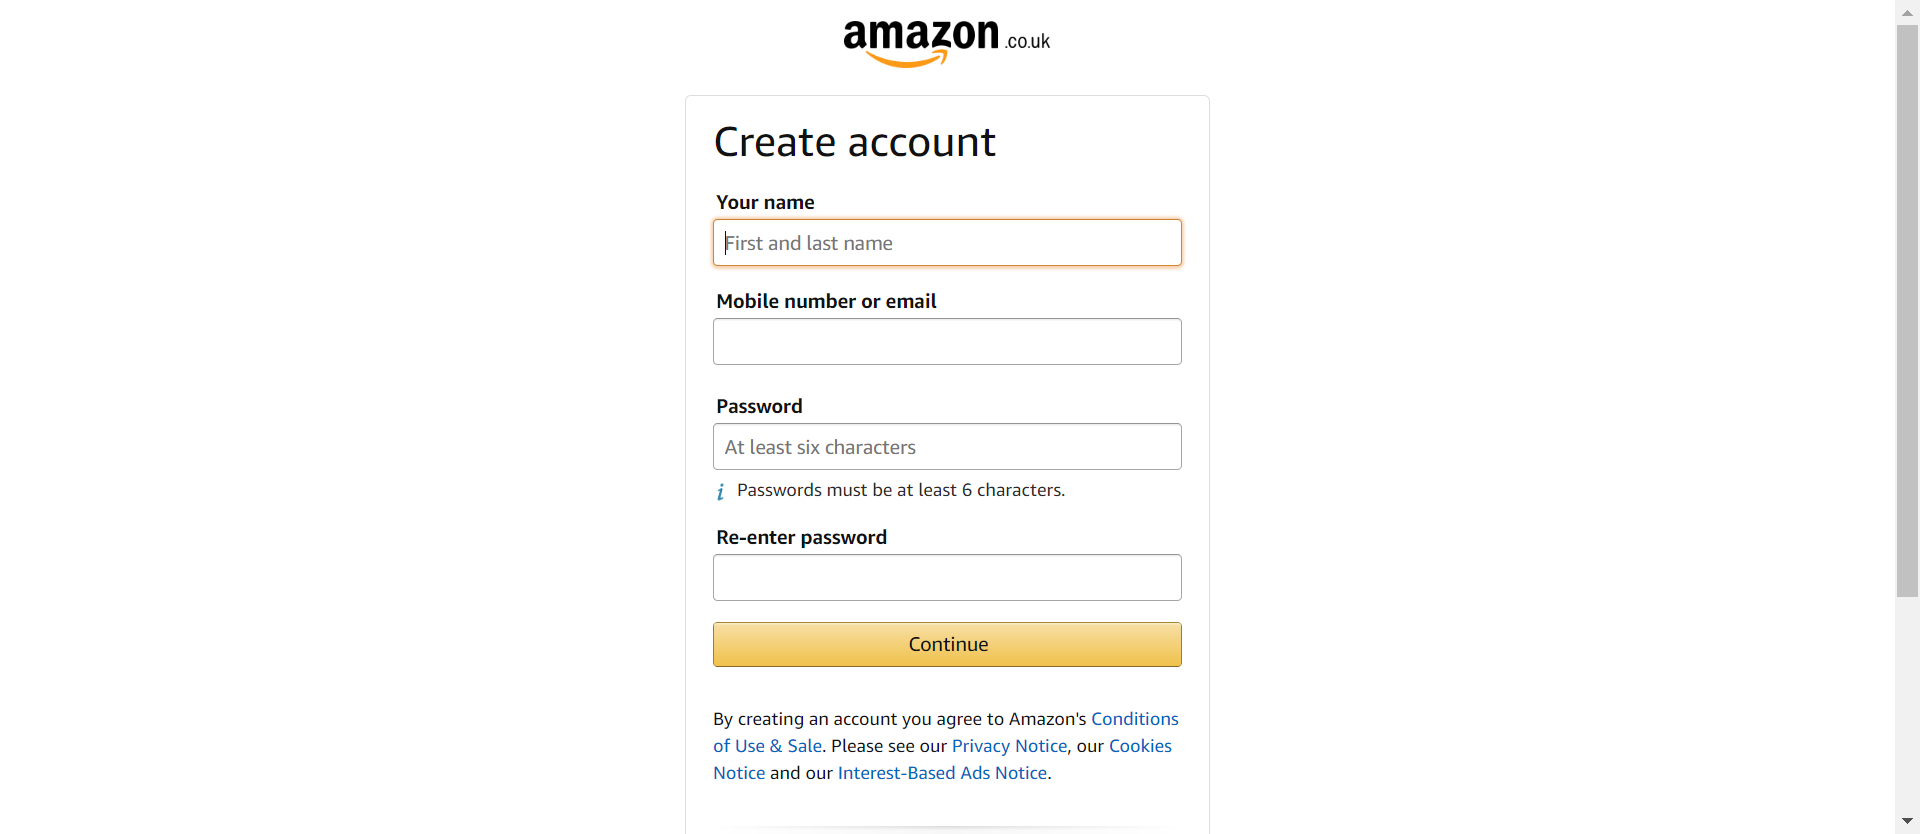 amazon.co.uk
Create account
Your name
First and last name
Mobile number or email
Password
At least six characters
i Passwords must be at least 6 characters.
Re-enter password
Continue
By creating an account you agree to Amazon's Conditions
of Use & Sale. Please see our Privacy Notice, our Cookies
Notice and our Interest-Based Ads Notice.